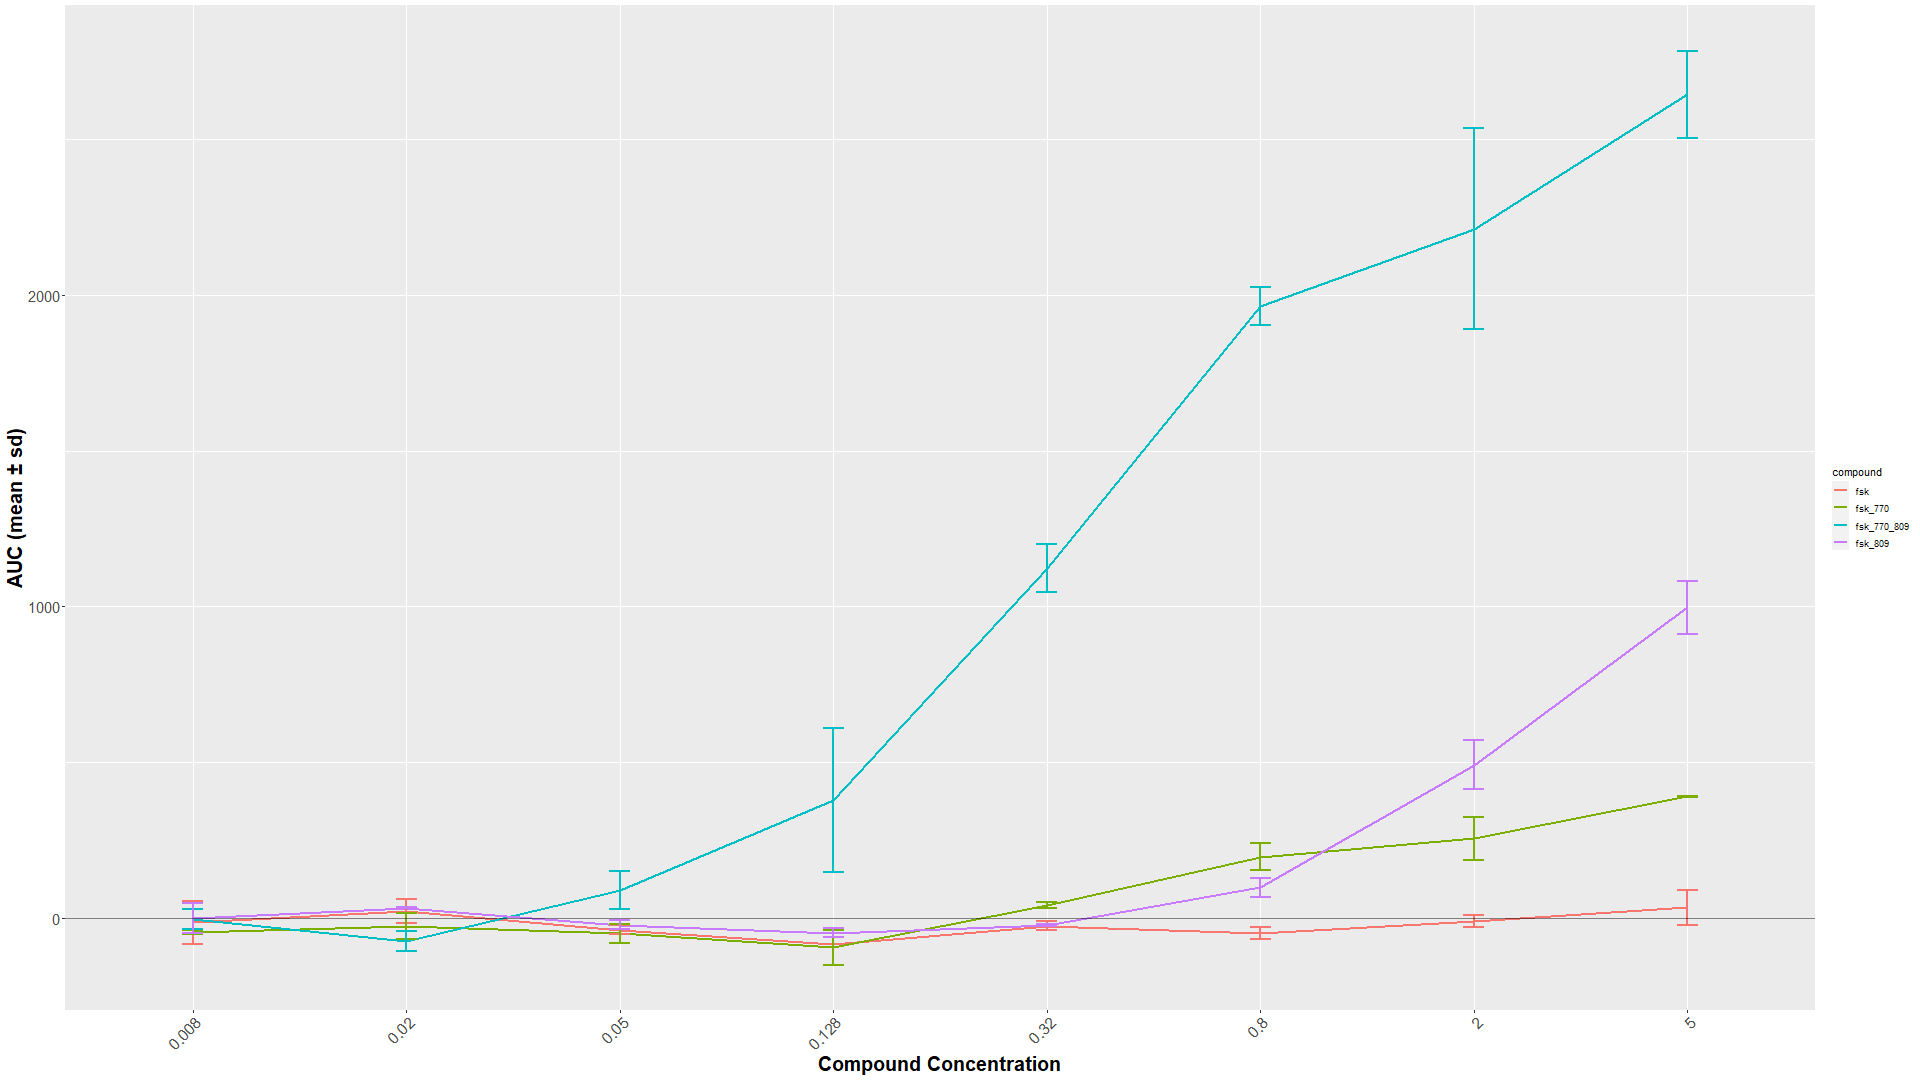 AUC (mean ± sd)
2000
1000
0
0.008
0.02
0.05
0.128
0.32
0.8
2
5
Compound Concentration
compound
fsk
fsk_770
fsk_770_809
fsk_809